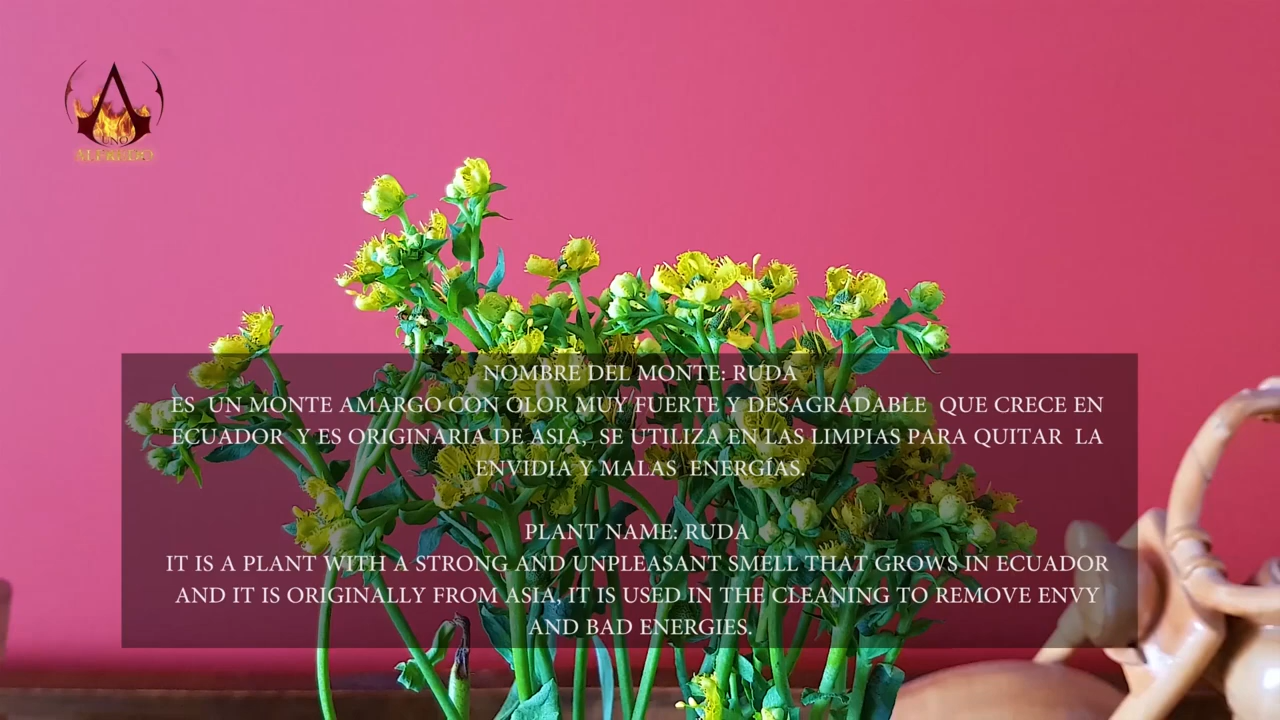 UNO
ALFREDO
NOMBRE DEL MONTE: RUDA
ES UN MONTE AMARGO CON OLOR MUY FUERTE Y DESAGRADABLE QUE CRECE EN
ECUADOR Y ES ORIGINARIA DE ASIA, SE UTILIZA EN LAS LIMPIAS PARA QUITAR LA
ENVIDIA Y MALAS ENERGÍAS.
PLANT NAME: RUDA
IT IS A PLANT WITH A STRONG AND UNPLEASANT SMELL THAT GROWS IN ECUADOR
AND IT IS ORIGINALLY FROM ASIA, IT IS USED IN THE CLEANING TO REMOVE ENVY
AND BAD ENERGIES.